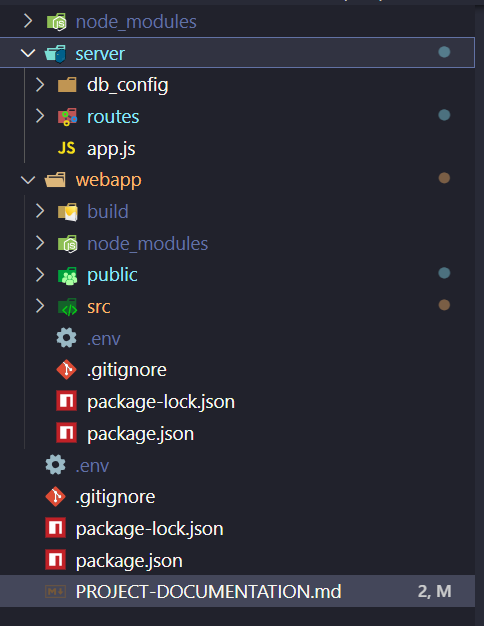 node_modules
server
db_config
routes
JS app.js
webapp
build
node_modules
public
src
.env
.gitignore
package-lock.json
package.json
.env
.gitignore
package-lock.json
package.json
PROJECT-DOCUMENTATION.md 2, M